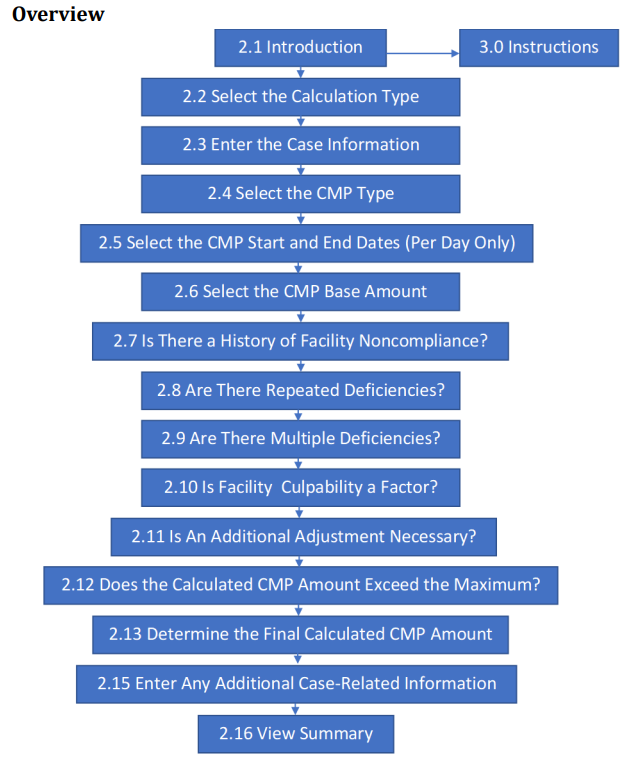 Overview
2.1 Introduction
3.0 Instructions
2.2 Select the Calculation Type
2.3 Enter the Case Information
2.4 Select the CMP Type
2.5 Select the CMP Start and End Dates (Per Day Only)
2.6 Select the CMP Base Amount
2.7 Is There a History of Facility Noncompliance?
2.8 Are There Repeated Deficiencies?
2.9 Are There Multiple Deficiencies?
2.10 Is Facility  Culpability a Factor?
2.11 Is An Additional Adjustment Necessary?
2.12 Does the Calculated CMP Amount Exceed the Maximum?
2.13 Determine the Final Calculated CMP Amount
2.15 Enter Any Additional Case-Related Information
2.16 View Summary